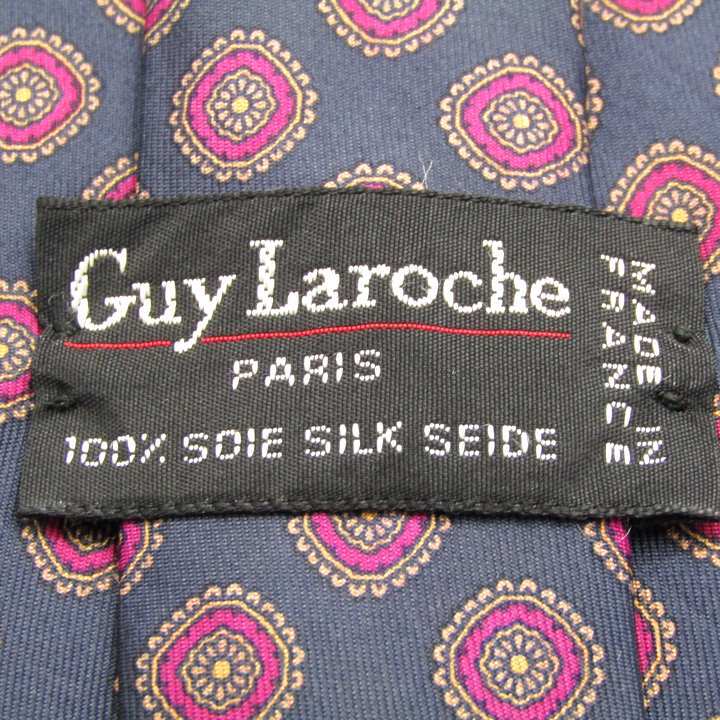 Guy Laroche
PARIS
100% SOIE SILK SEIDE
MADE IN
FRANCE